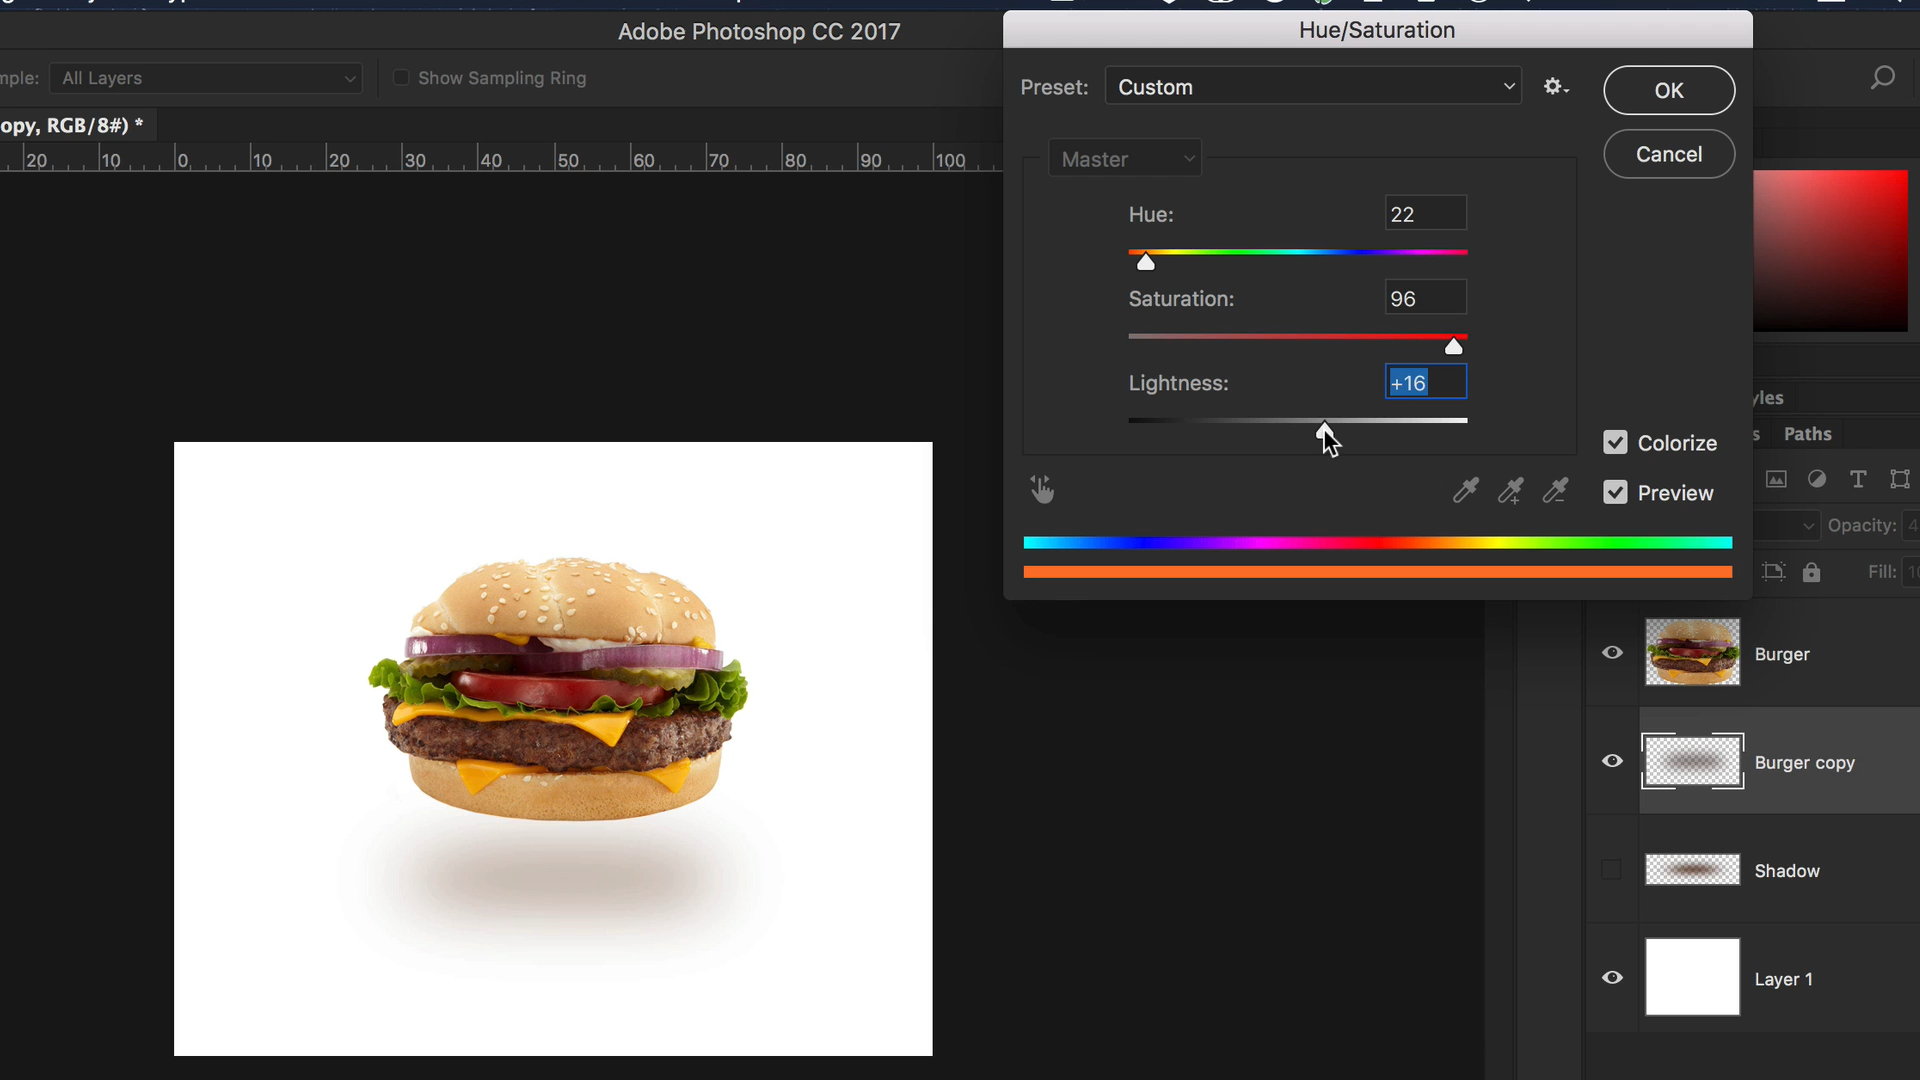 Adobe Photoshop CC 2017
Hue/Saturation
mple: All Layers
Show Sampling Ring
Preset: Custom
OK
opy, RGB/8#) *
Cancel
20 10 0 10 20 30 40 50 60 70 80 90 100
Master
Hue: 22
Saturation: 96
Lightness: +16
yles
s Paths
Colorize
Preview
Opacity: 4
Fill: 10
Burger
Burger copy
Shadow
Layer 1